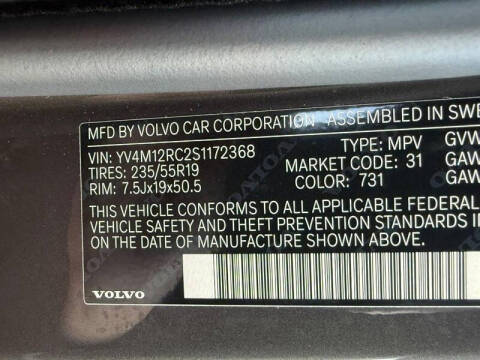 MFD BY VOLVO CAR CORPORATION ASSEMBLED IN SWE
VIN: YV4M12RC2S1172368 TYPE: MPV GVW
TIRES: 235/55R19 MARKET CODE: 31 GAW
RIM: 7.5Jx19x50.5 COLOR: 731 GAW
THIS VEHICLE CONFORMS TO ALL APPLICABLE FEDERAL
VEHICLE SAFETY AND THEFT PREVENTION STANDARDS I
ON THE DATE OF MANUFACTURE SHOWN ABOVE.
VOLVO